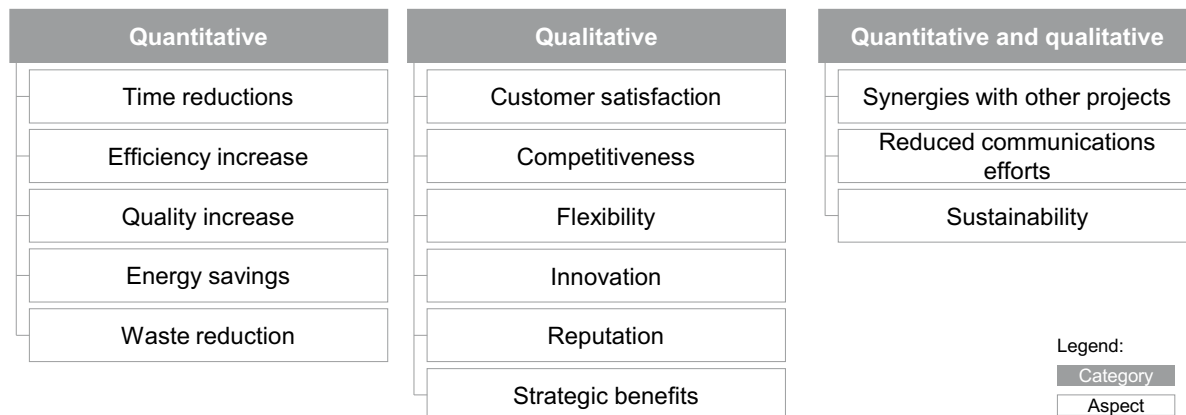 Quantitative
Time reductions
Efficiency increase
Quality increase
Energy savings
Waste reduction
Qualitative
Customer satisfaction
Competitiveness
Flexibility
Innovation
Reputation
Strategic benefits
Quantitative and qualitative
Synergies with other projects
Reduced communications
efforts
Sustainability
Legend:
Category
Aspect